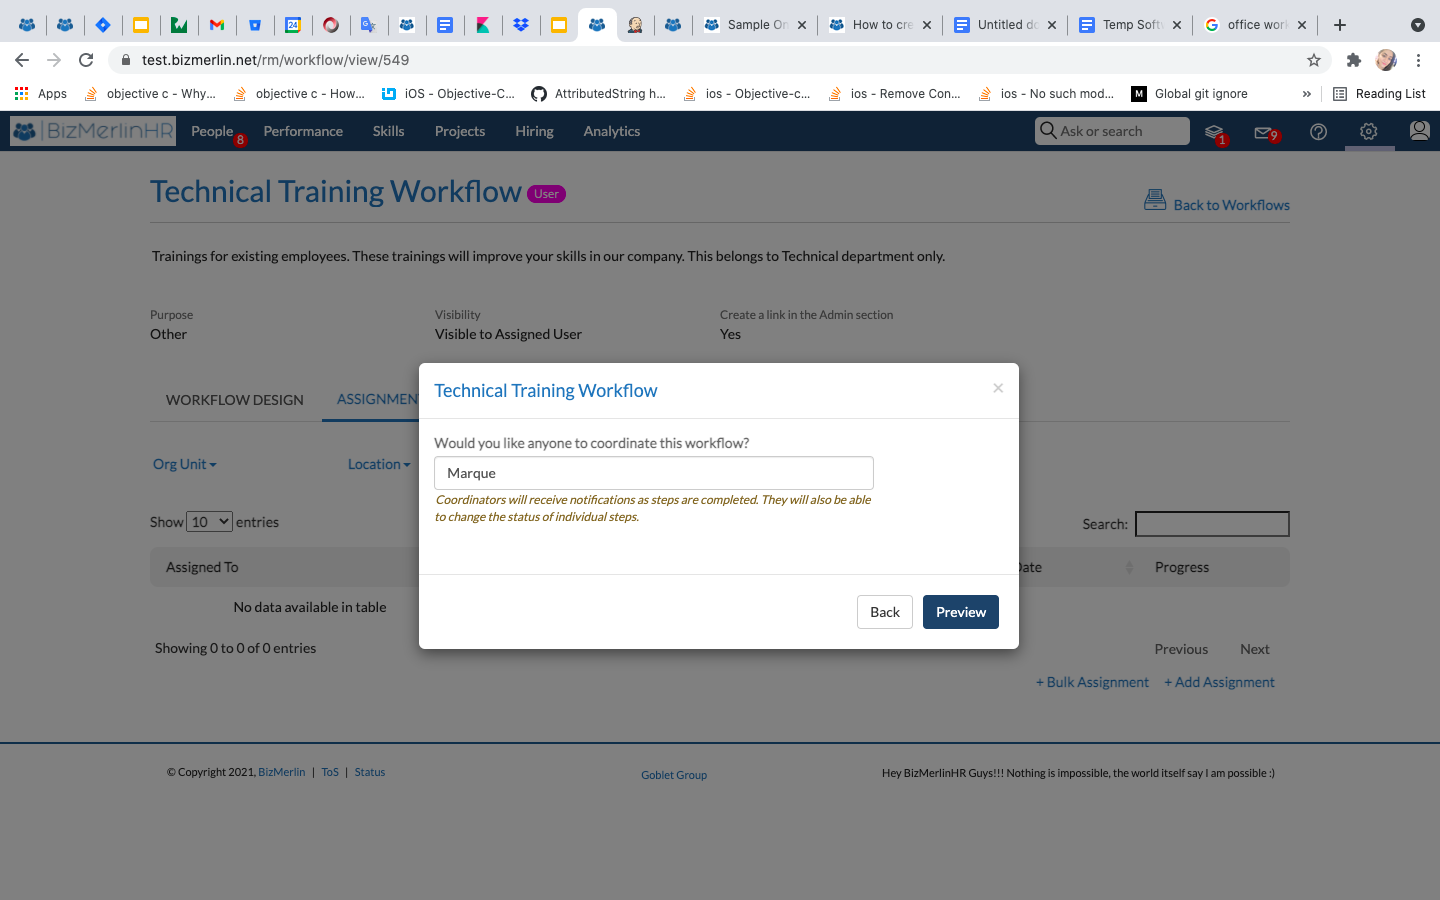 Sample On
How to cre
Untitled do
Temp Soft
office wor
test.bizmerlin.net/rm/workflow/view/549
Apps
objective c - Why...
objective c - How...
iOS - Objective-C...
AttributedString h...
ios - Objective-c...
ios - Remove Con...
ios - No such mod...
M Global git ignore
»
Reading List
BizMerlinHR
People 8
Performance
Skills
Projects
Hiring
Analytics
Ask or search
1
9
Technical Training Workflow User
Back to Workflows
Trainings for existing employees. These trainings will improve your skills in our company. This belongs to Technical department only.
Purpose
Other
Visibility
Visible to Assigned User
Create a link in the Admin section
Yes
WORKFLOW DESIGN
ASSIGNMEN
Org Unit
Location
Show 10 entries
Search:
Assigned To
Date
Progress
No data available in table
Showing 0 to 0 of 0 entries
Previous
Next
+ Bulk Assignment
+ Add Assignment
Technical Training Workflow
×
Would you like anyone to coordinate this workflow?
Marque
Coordinators will receive notifications as steps are completed. They will also be able
to change the status of individual steps.
Back
Preview
© Copyright 2021, BizMerlin | ToS | Status
Goblet Group
Hey BizMerlinHR Guys!!! Nothing is impossible, the world itself say I am possible :)